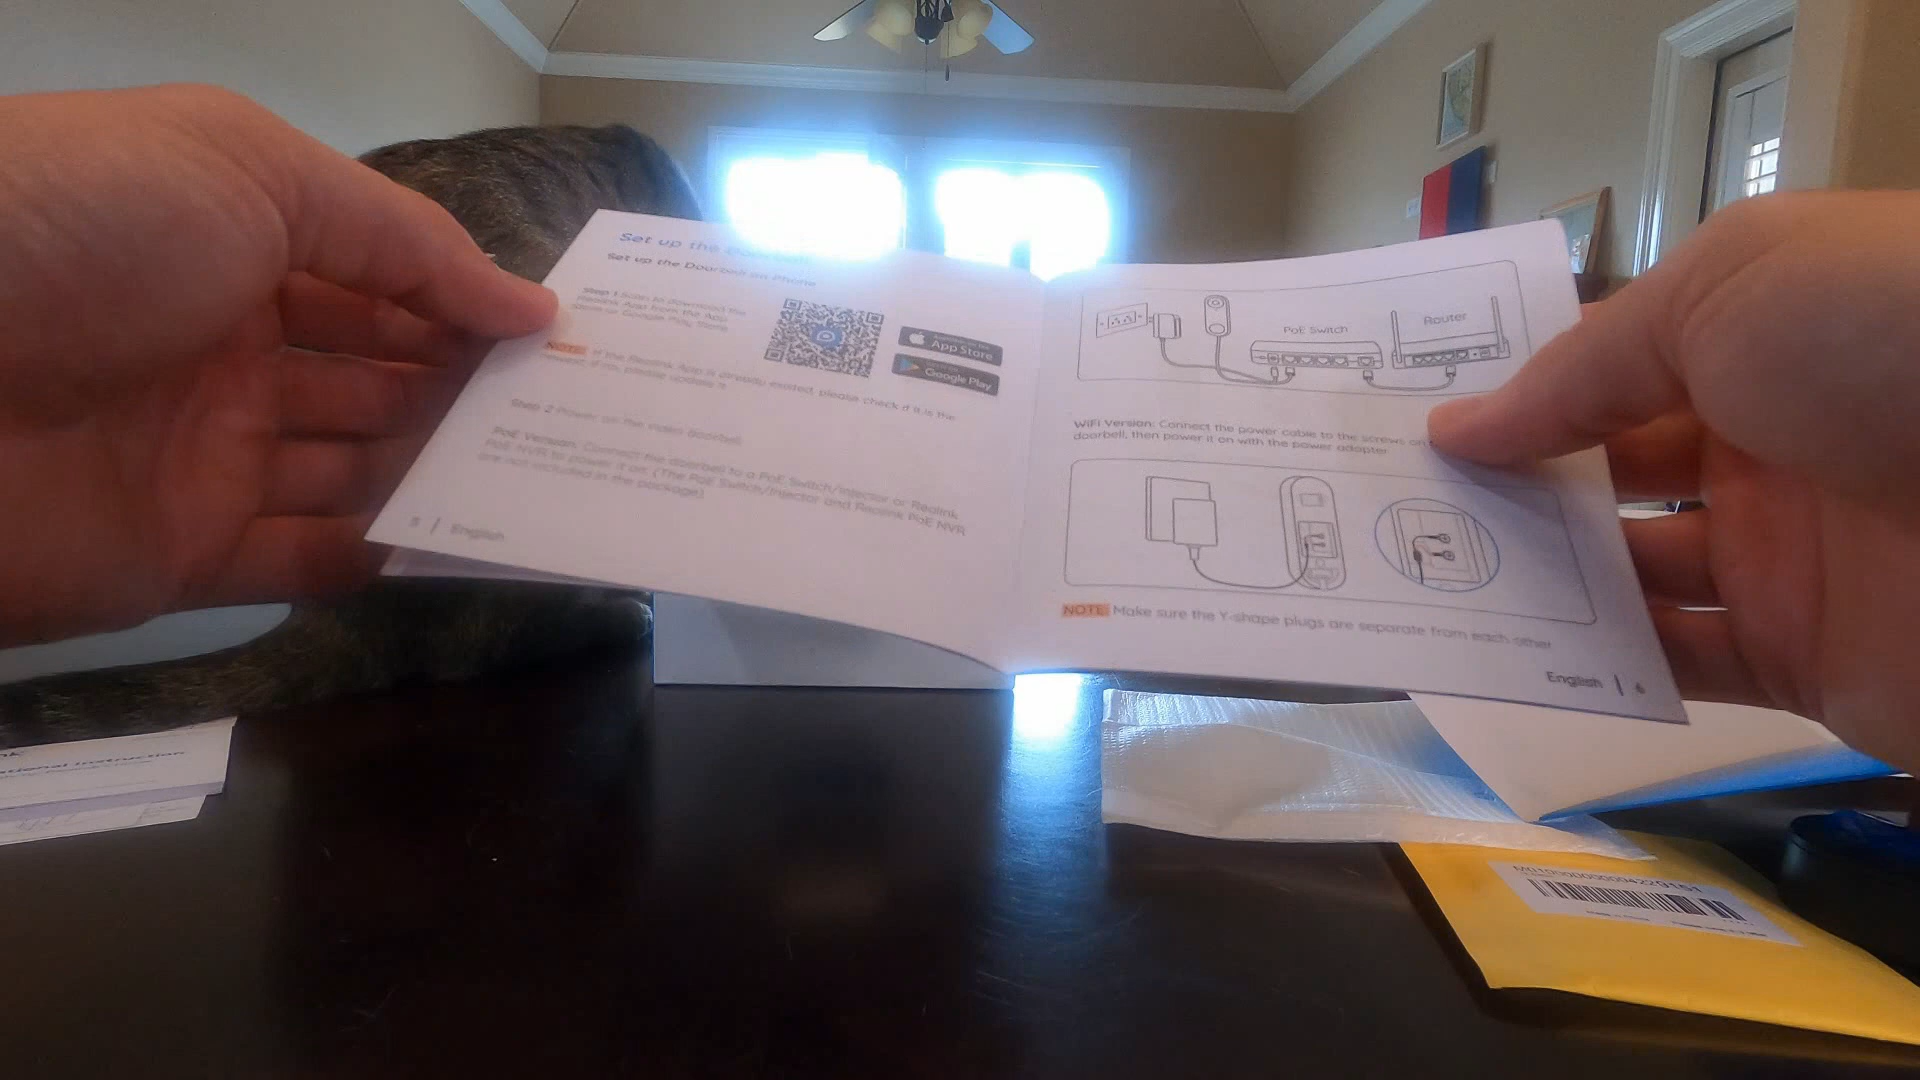 Set up the
Set up the Doorbell on Phone
Step 1 Scan to download the
Reolink App from the App
Store or Google Play Store
App Store
Google Play
NOTE: If the Reolink App is already existed, please check if it is the
please update it
Step 2 Power on the video doorbell
PoE Version: Connect the doorbell to a PoE Switch/Injector or Reolink
PoE NVR to power it on. (The PoE Switch/Injector and Reolink PoE NVR
are not included in the package)
5 | English
PoE Switch
Router
WiFi Version: Connect the power cable to the screws on
doorbell, then power it on with the power adapter
NOTE: Make sure the Y-shape plugs are separate from each other
English | 6
ational Instruction